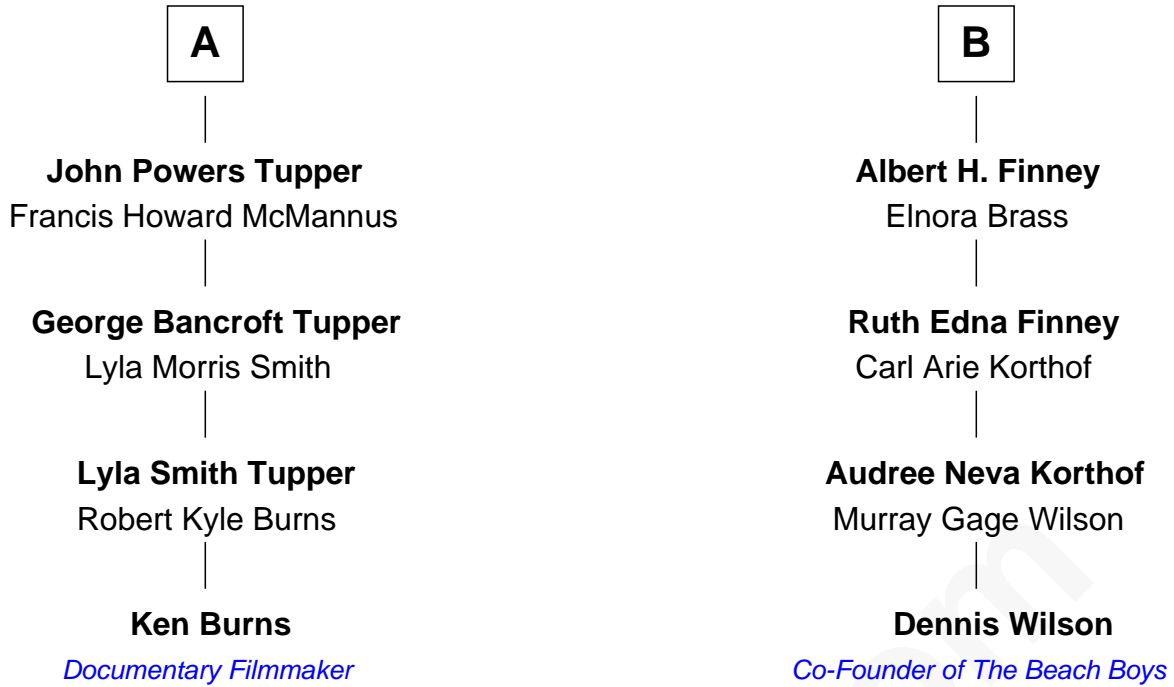 A
John Powers Tupper
Francis Howard McMannus
George Bancroft Tupper
Lyla Morris Smith
Lyla Smith Tupper
Robert Kyle Burns
Ken Burns
Documentary Filmmaker
B
Albert H. Finney
Elnora Brass
Ruth Edna Finney
Carl Arie Korthof
Audree Neva Korthof
Murray Gage Wilson
Dennis Wilson
Co-Founder of The Beach Boys